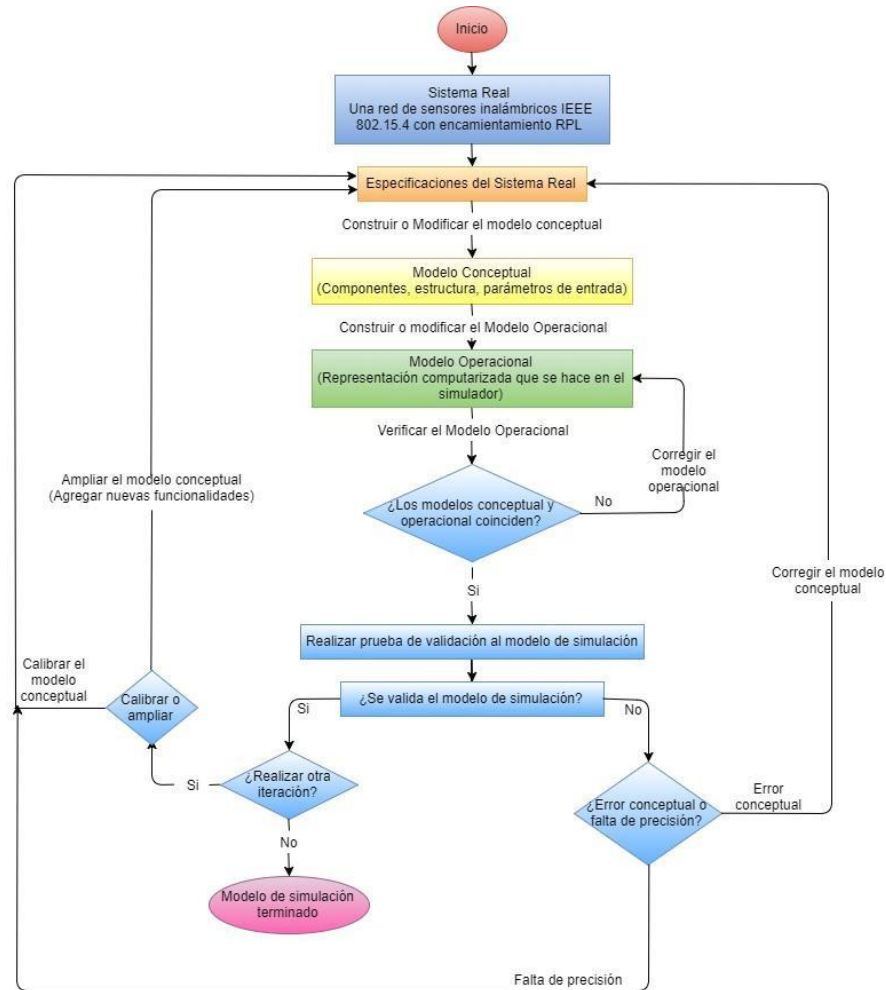 Inicio
Sistema Real
Una red de sensores inalámbricos IEEE
802.15.4 con encamientamiento RPL
Especificaciones del Sistema Real
Construir o Modificar el modelo conceptual
Modelo Conceptual
(Componentes, estructura, parámetros de entrada)
Construir o modificar el Modelo Operacional
Modelo Operacional
(Representación computarizada que se hace en el
simulador)
Verificar el Modelo Operacional
Corregir el
modelo
operacional
Ampliar el modelo conceptual
(Agregar nuevas funcionalidades)
¿Los modelos conceptual y
operacional coinciden?
No
Corregir el modelo
conceptual
Si
Realizar prueba de validación al modelo de simulación
Calibrar el
modelo
conceptual
Calibrar o
ampliar
¿Se valida el modelo de simulación?
Si
No
¿Realizar otra
iteración?
Si
¿Error conceptual o
falta de precisión?
Error
conceptual
No
Modelo de simulación
terminado
Falta de precisión